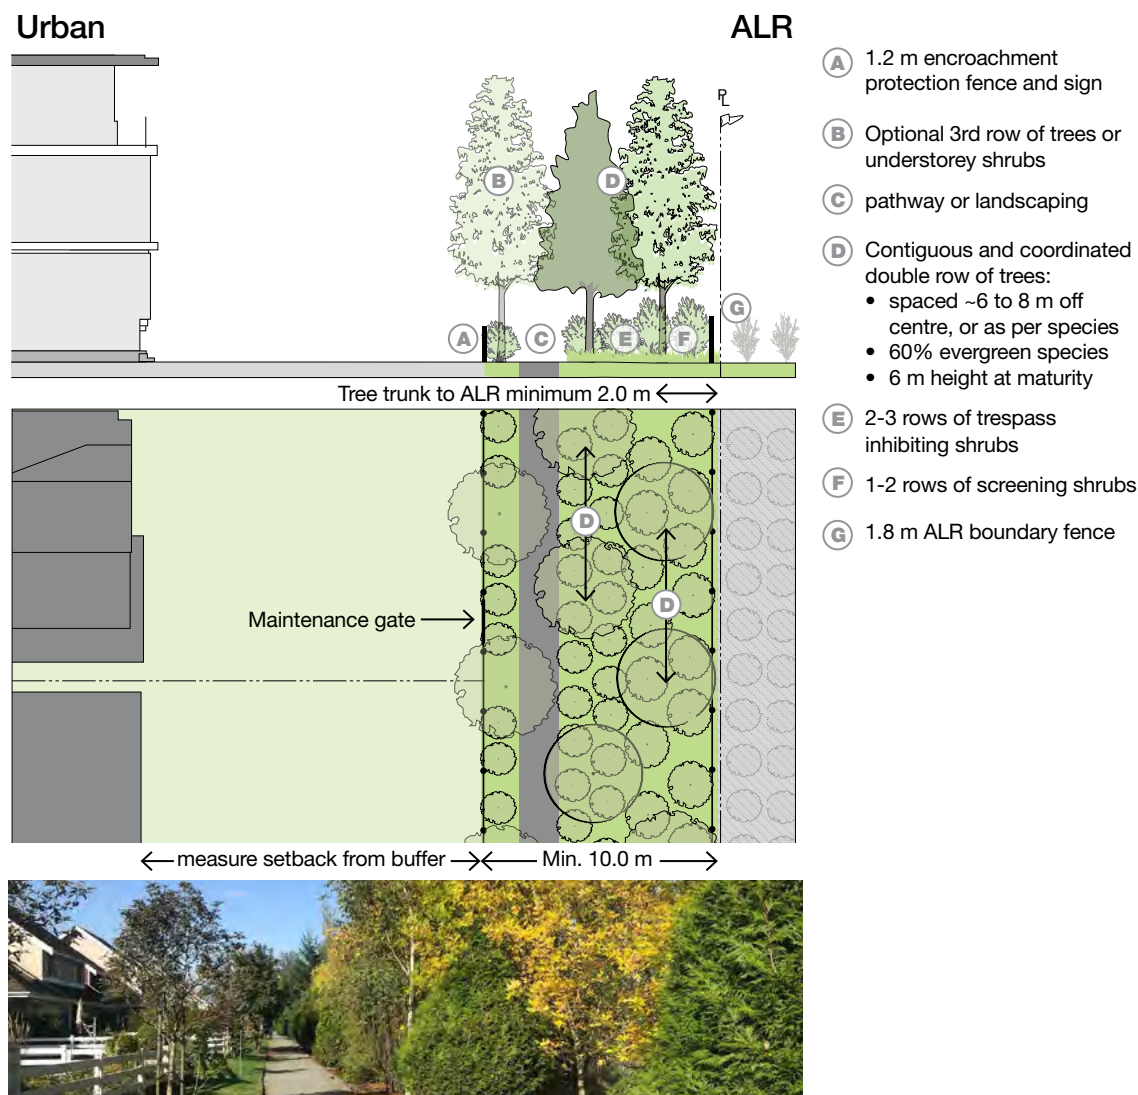 Urban
ALR
PL
B
D
G
A
C
E
F
Tree trunk to ALR minimum 2.0 m
D
D
Maintenance gate
measure setback from buffer
Min. 10.0 m
A 1.2 m encroachment
protection fence and sign
B Optional 3rd row of trees or
understorey shrubs
C pathway or landscaping
D Contiguous and coordinated
double row of trees:
• spaced ~6 to 8 m off
centre, or as per species
• 60% evergreen species
• 6 m height at maturity
E 2-3 rows of trespass
inhibiting shrubs
F 1-2 rows of screening shrubs
G 1.8 m ALR boundary fence